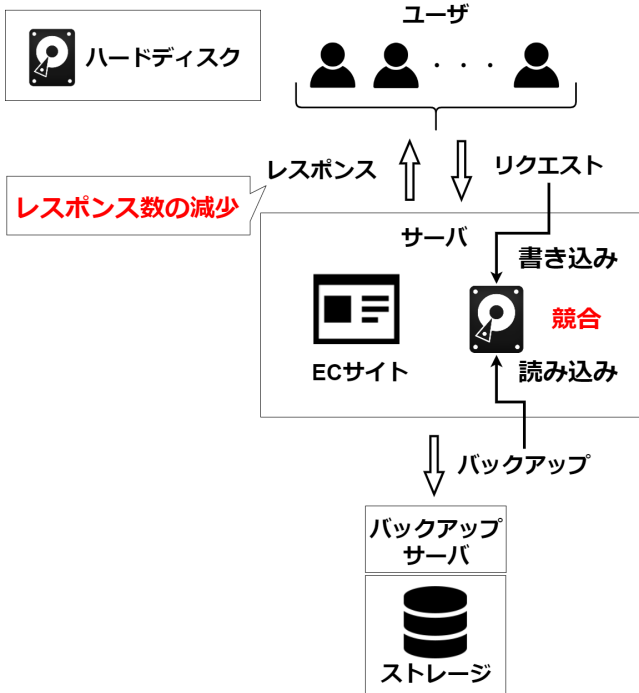 ユーザ
ハードディスク
・・・
レスポンス
リクエスト
レスポンス数の減少
サーバ
書き込み
競合
ECサイト
読み込み
バックアップ
バックアップ
サーバ
ストレージ